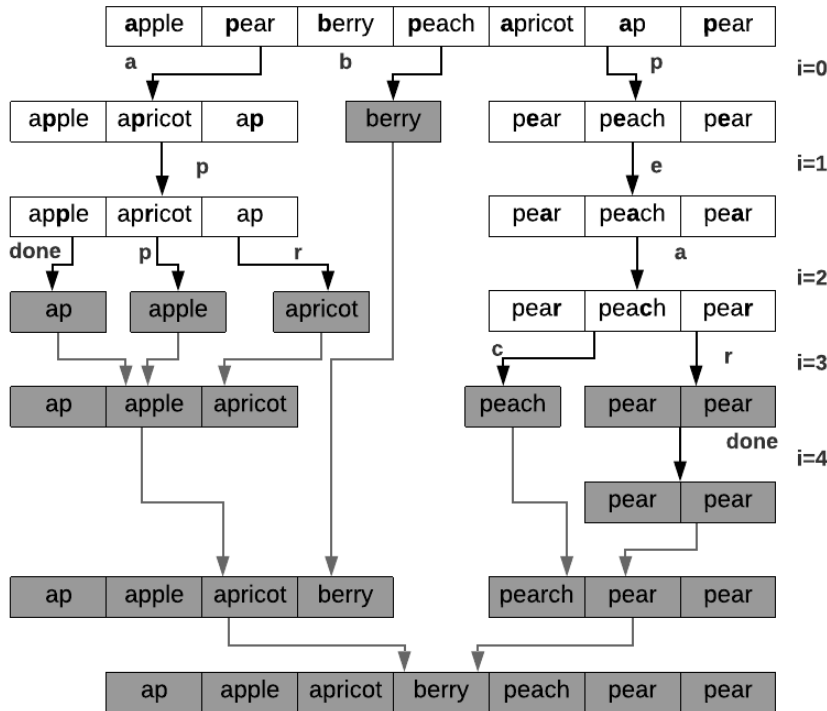 apple pear berry peach apricot ap pear
a b p i=0
apple apricot ap berry pear peach pear
p e i=1
apple apricot ap pear peach pear
done p r a i=2
ap apple apricot pear peach pear
c r i=3
ap apple apricot peach pear pear
done i=4
pear pear
ap apple apricot berry pearch pear pear
ap apple apricot berry peach pear pear